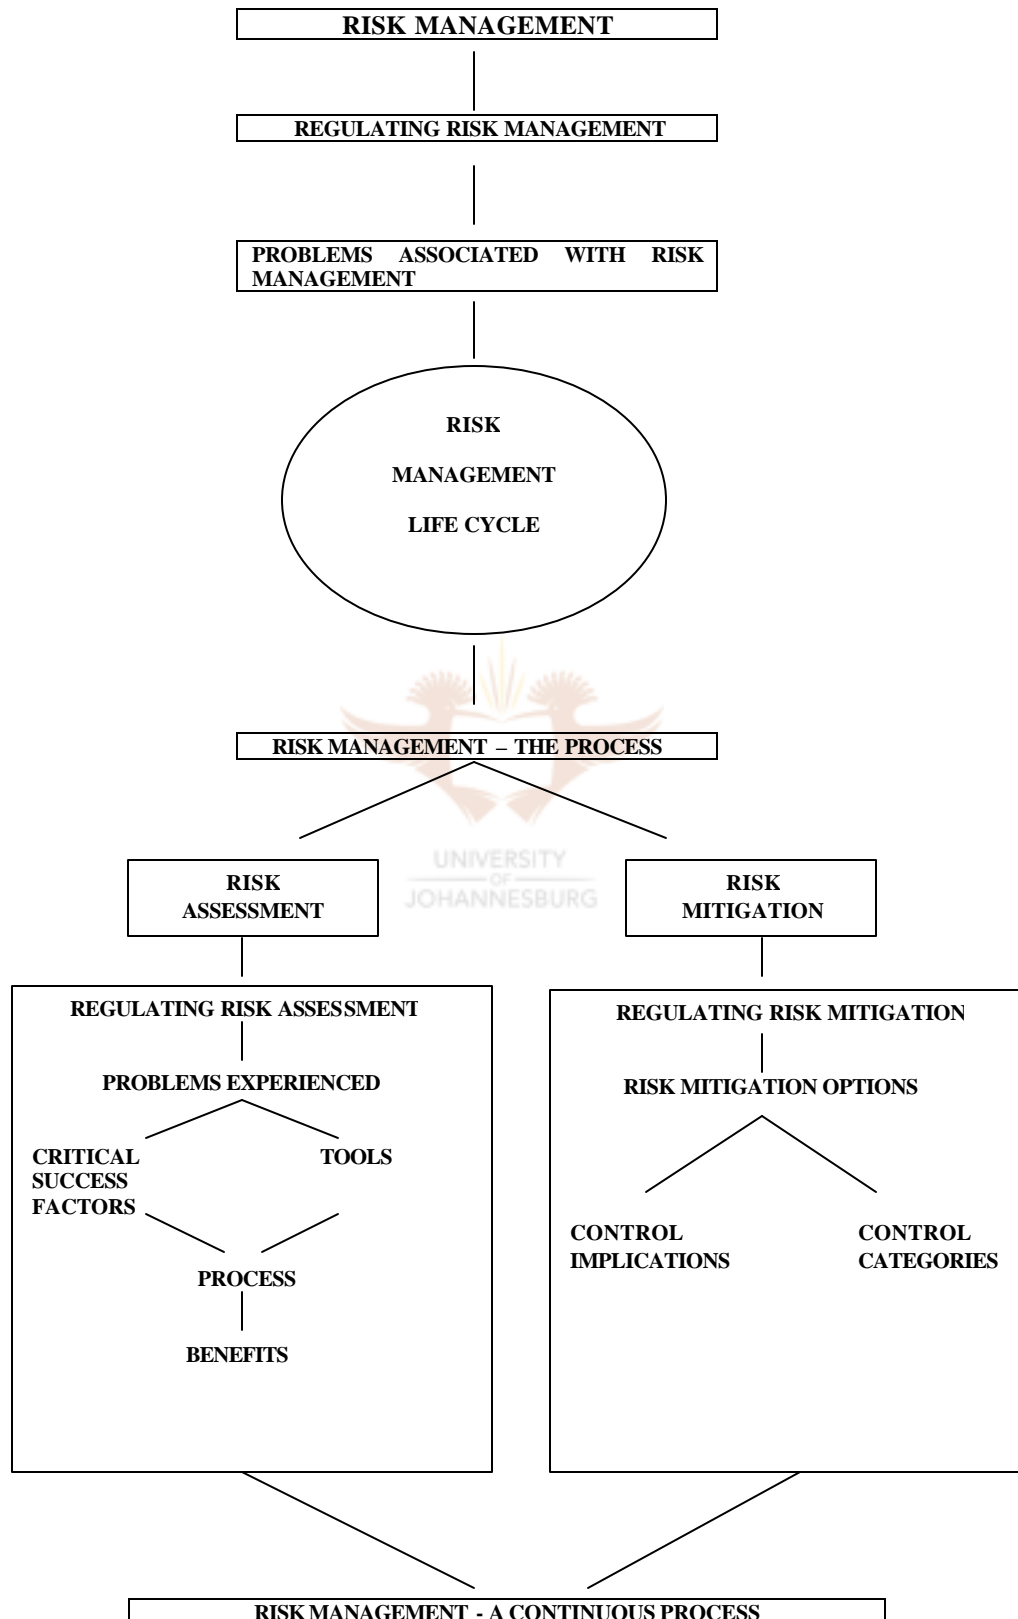 RISK MANAGEMENT
REGULATING RISK MANAGEMENT
PROBLEMS ASSOCIATED WITH RISK
MANAGEMENT
RISK
MANAGEMENT
LIFE CYCLE
RISK MANAGEMENT – THE PROCESS
UNIVERSITY
OF
JOHANNESBURG
RISK
ASSESSMENT
RISK
MITIGATION
REGULATING RISK ASSESSMENT
PROBLEMS EXPERIENCED
CRITICAL
SUCCESS
FACTORS
TOOLS
PROCESS
BENEFITS
REGULATING RISK MITIGATION
RISK MITIGATION OPTIONS
CONTROL
IMPLICATIONS
CONTROL
CATEGORIES
RISK MANAGEMENT - A CONTINUOUS PROCESS